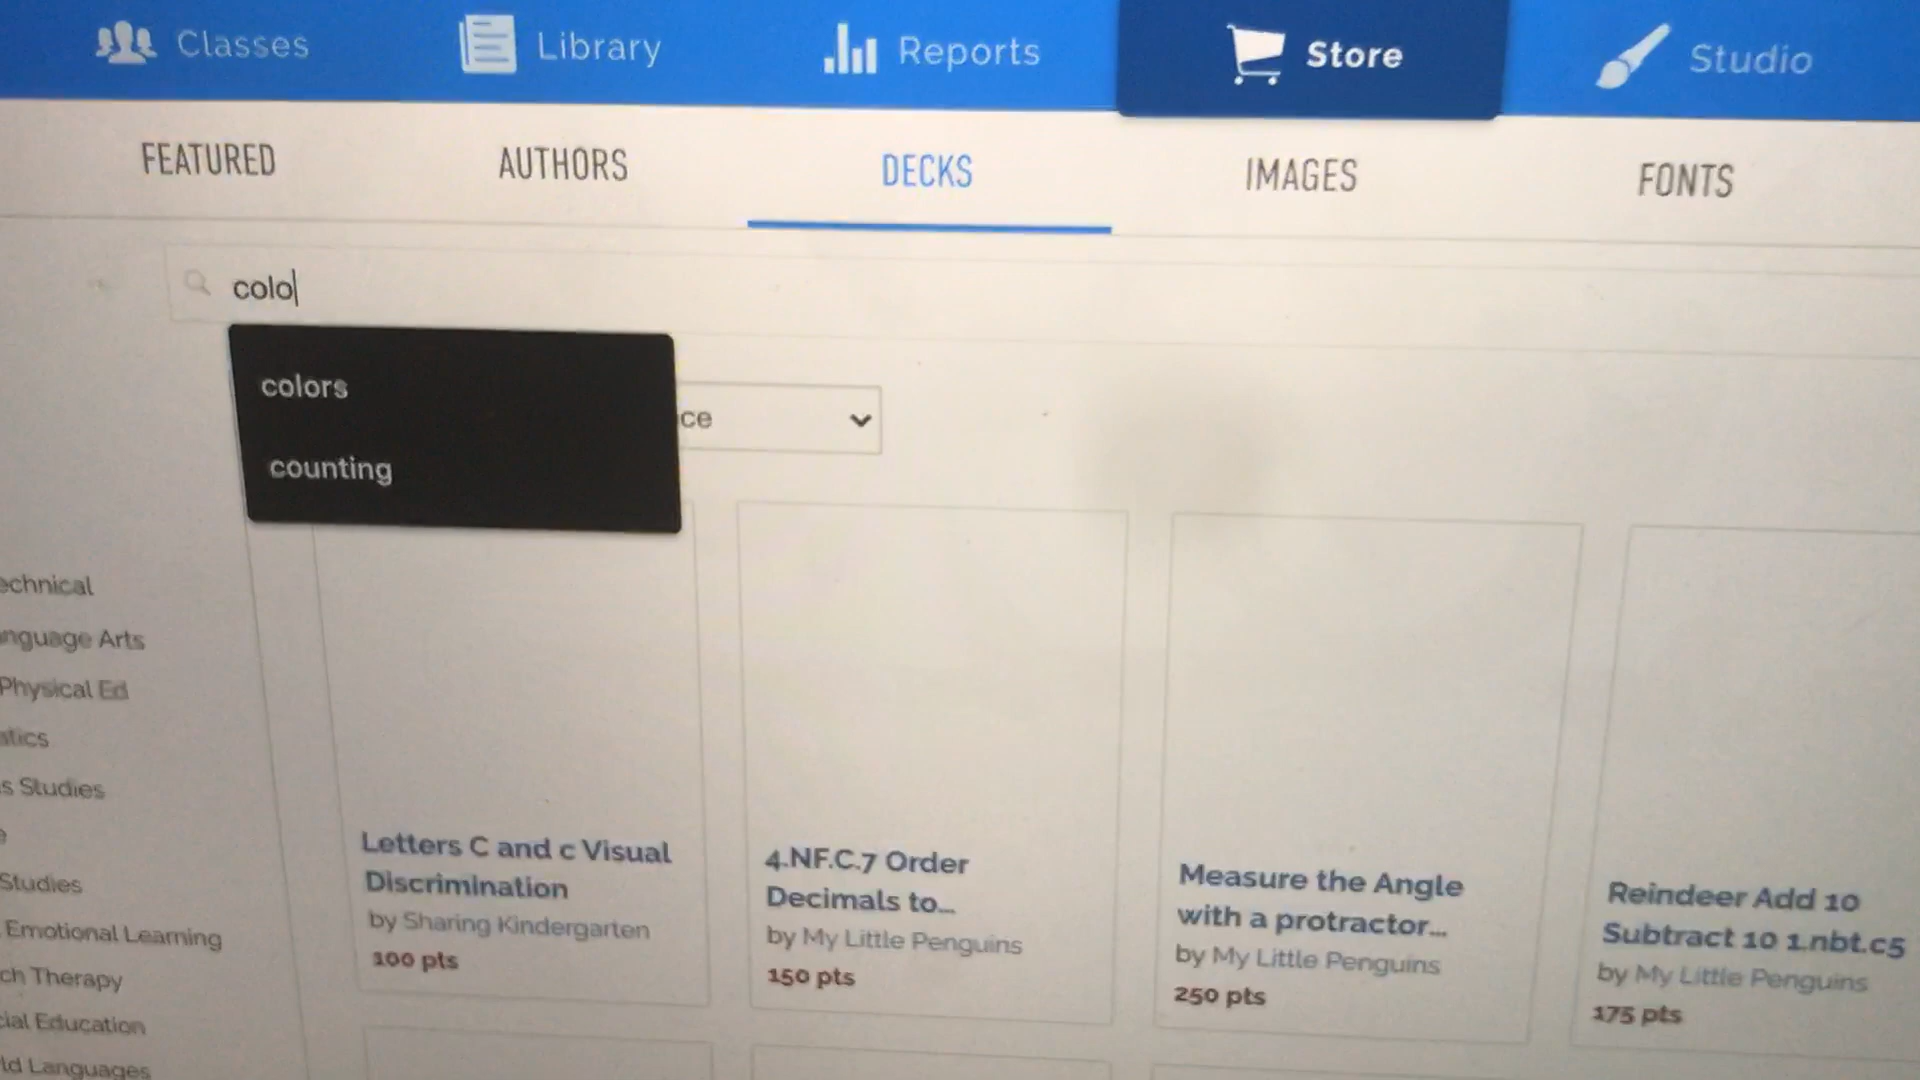 Classes
Library
Reports
Store
Studio
FEATURED
AUTHORS
DECKS
IMAGES
FONTS
colo
colors
counting
ce
echnical
nguage Arts
Physical Ed
atics
s Studies
e
Studies
Emotional Learning
ch Therapy
cial Education
ld Languages
Letters C and c Visual
Discrimination
by Sharing Kindergarten
100 pts
4.NF.C.7 Order
Decimals to...
by My Little Penguins
150 pts
Measure the Angle
with a protractor...
by My Little Penguins
250 pts
Reindeer Add 10
Subtract 10 1.nbt.c5
by My Little Penguins
175 pts